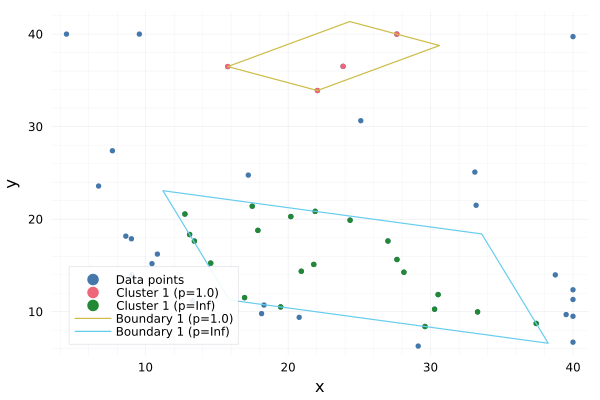 40
30
20
10
y
Data points
Cluster 1 (p=1.0)
Cluster 1 (p=Inf)
Boundary 1 (p=1.0)
Boundary 1 (p=Inf)
10
20
30
40
x